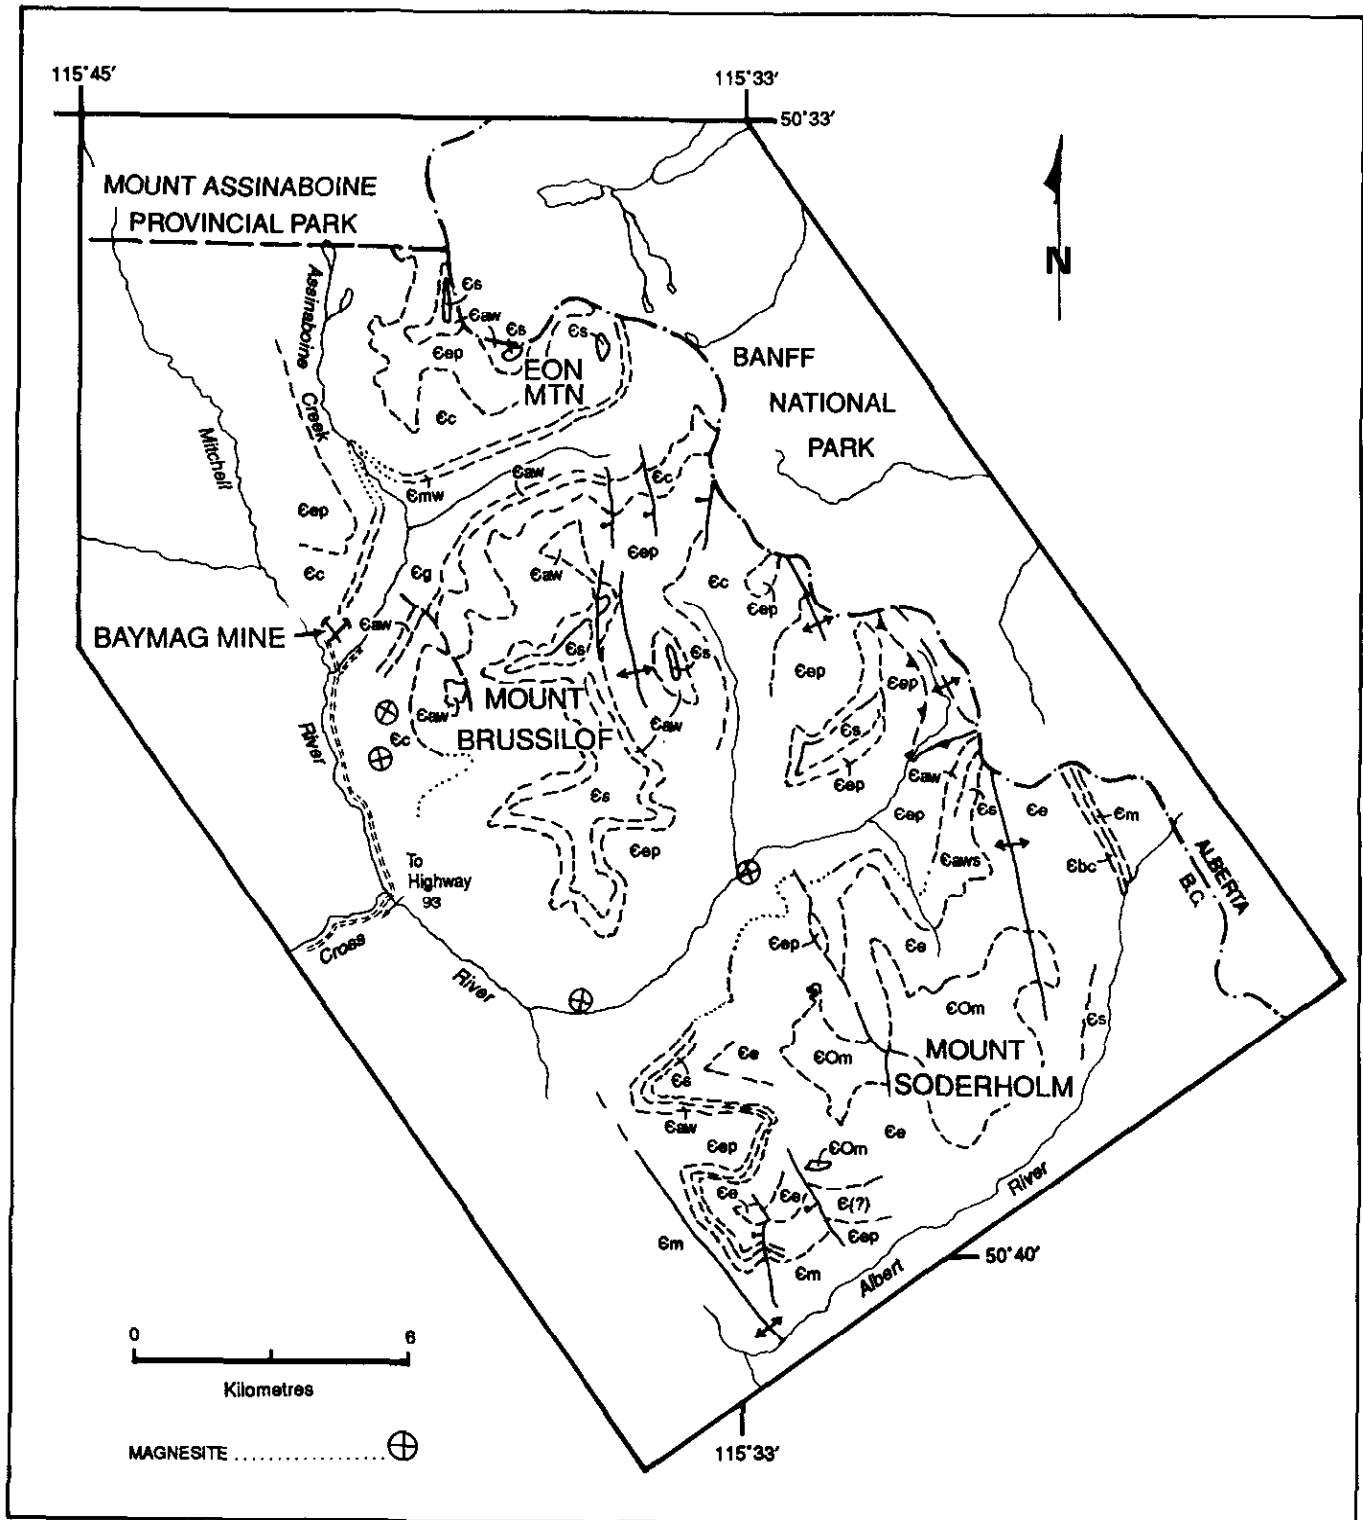 115°45′
115°33′
50°33′
MOUNT ASSINABOINE
PROVINCIAL PARK
N
Assinaboine
Creek
Mitchell
River
Єs
Єaw
Єs
Єs
Єep
EON
MTN
Єc
BANFF
NATIONAL
PARK
Єmw
Єaw
Єc
Єep
Єc
Єg
Єaw
Єep
Єc
Єep
BAYMAG MINE
Єaw
Єs
Єs
Єep
Єep
MOUNT
BRUSSILOF
Єaw
Єc
Єaw
Єs
Єep
Єaw
Єep
Єs
Єe
Єm
Єs
Єep
Єaws
Єbc
ALBERTA
B.C.
To
Highway
93
Cross
River
Єep
Єe
ЄOm
Єs
MOUNT
SODERHOLM
Єe
ЄOm
Єs
Єaw
Єep
ЄOm
Єe
Єe
Єe
Є(?)
Єep
Єm
Єm
Albert
River
50°40′
0
6
Kilometres
MAGNESITE ..................
115°33′